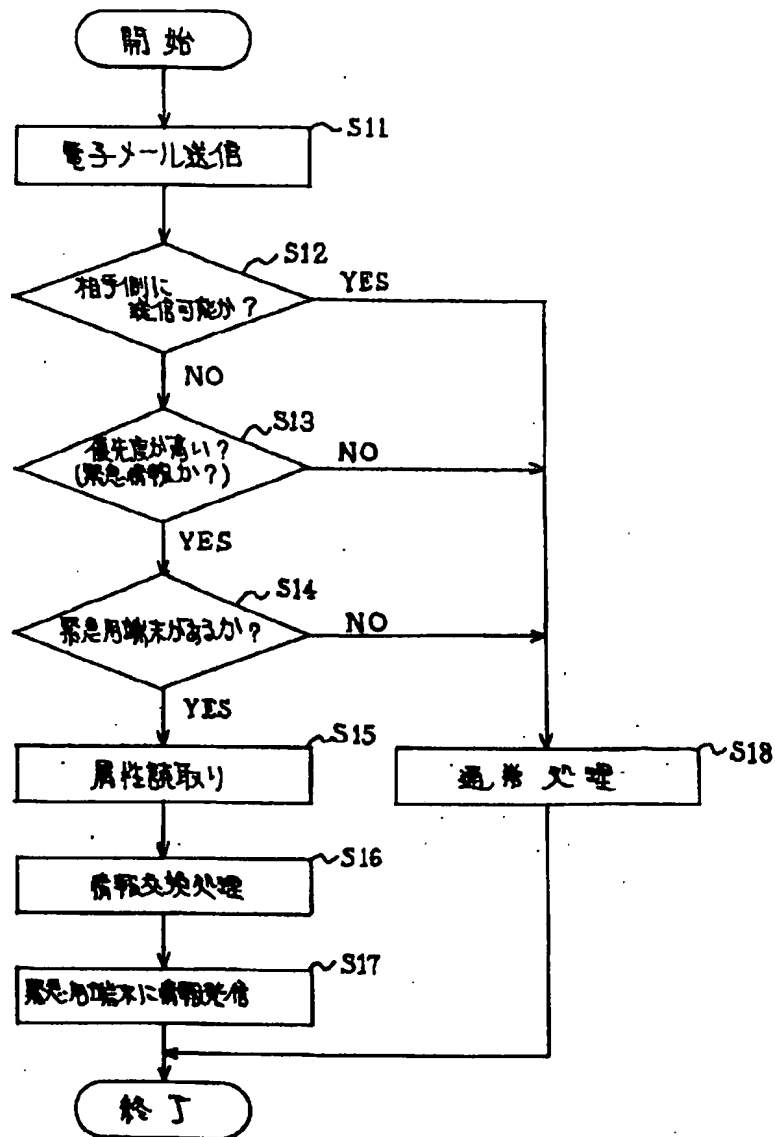 開始
S11
電子メール送信
S12
相手側に
送信可能か?
YES
NO
S13
優先度が高い?
(緊急情報か?)
NO
YES
S14
緊急用端末があるか?
NO
YES
S15
属性読取り
S18
通常処理
S16
情報交換処理
S17
緊急用端末に情報発信
終了